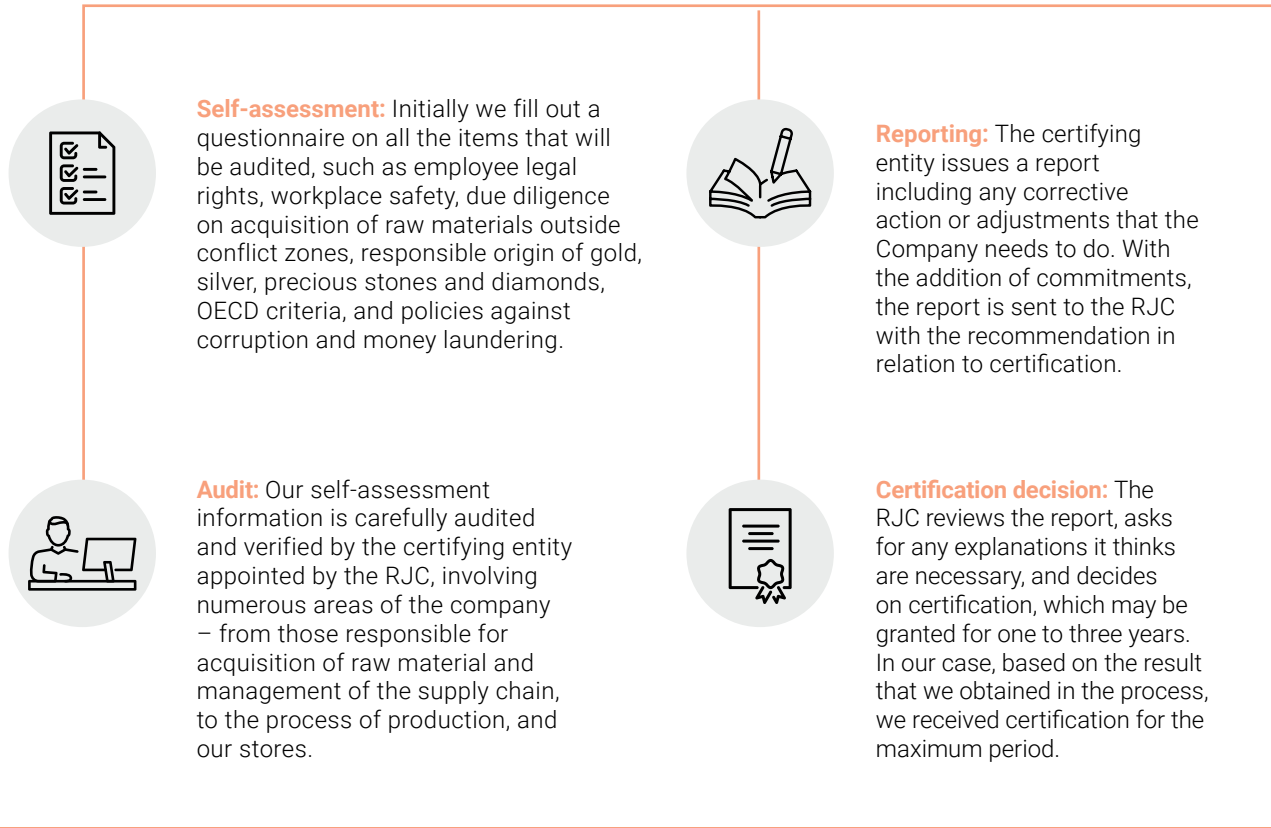 Self-assessment: Initially we fill out a
questionnaire on all the items that will
be audited, such as employee legal
rights, workplace safety, due diligence
on acquisition of raw materials outside
conflict zones, responsible origin of gold,
silver, precious stones and diamonds,
OECD criteria, and policies against
corruption and money laundering.
Audit: Our self-assessment
information is carefully audited
and verified by the certifying entity
appointed by the RJC, involving
numerous areas of the company
– from those responsible for
acquisition of raw material and
management of the supply chain,
to the process of production, and
our stores.
Reporting: The certifying
entity issues a report
including any corrective
action or adjustments that the
Company needs to do. With
the addition of commitments,
the report is sent to the RJC
with the recommendation in
relation to certification.
Certification decision: The
RJC reviews the report, asks
for any explanations it thinks
are necessary, and decides
on certification, which may be
granted for one to three years.
In our case, based on the result
that we obtained in the process,
we received certification for the
maximum period.